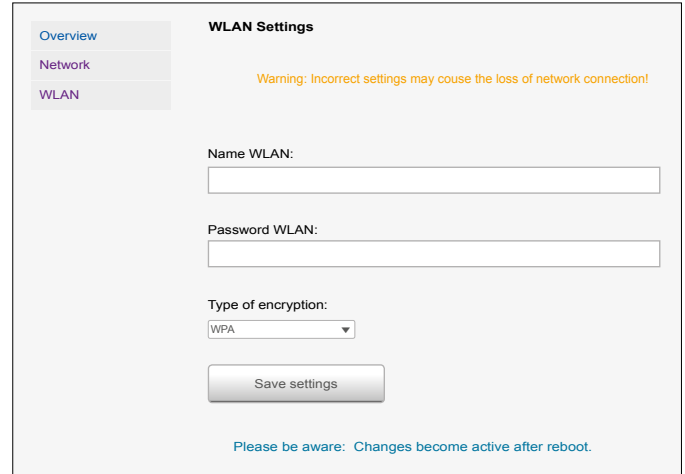 Overview
Network
WLAN
WLAN Settings
Warning: Incorrect settings may couse the loss of network connection!
Name WLAN:
Password WLAN:
Type of encryption:
WPA
Save settings
Please be aware: Changes become active after reboot.